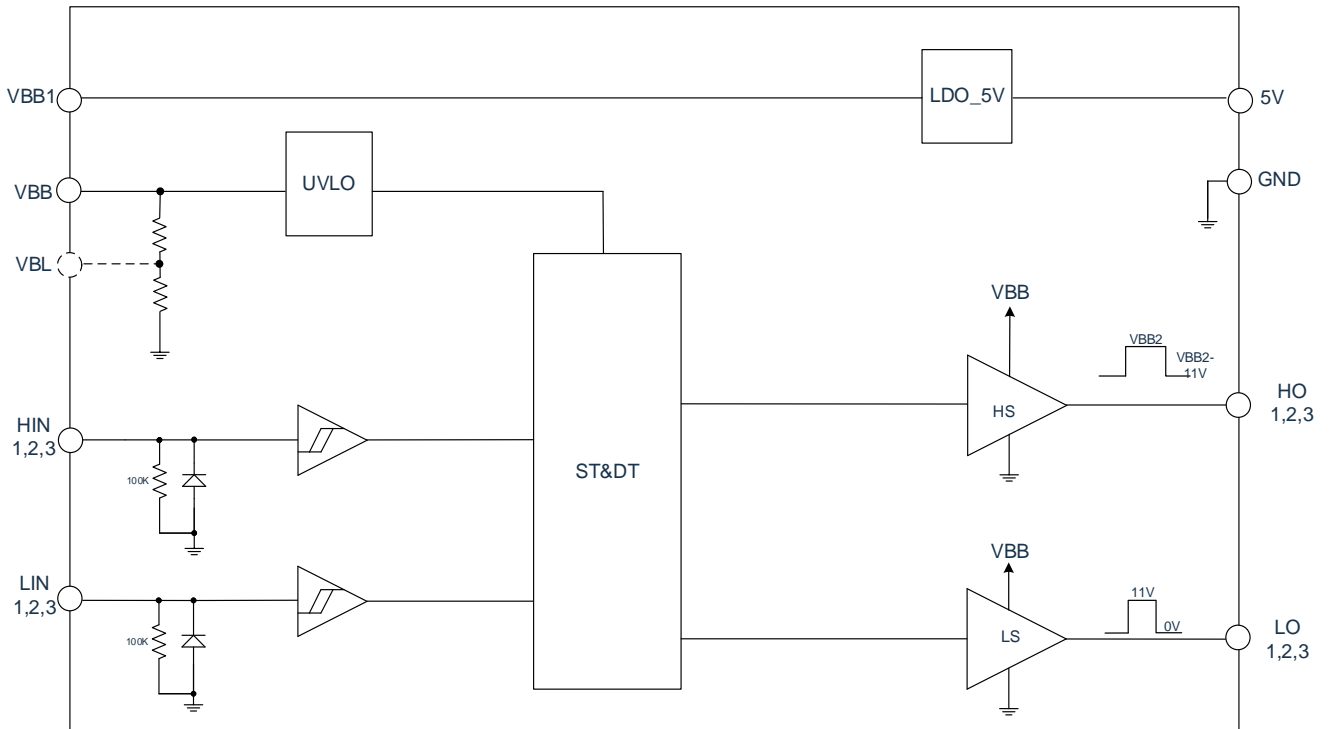 VBB1
LDO_5V
5V
VBB
UVLO
GND
VBL
VBB
VBB2
VBB2-
11V
HIN
1,2,3
HS
HO
1,2,3
100K
ST&DT
VBB
LIN
1,2,3
11V
0V
LS
LO
1,2,3
100K